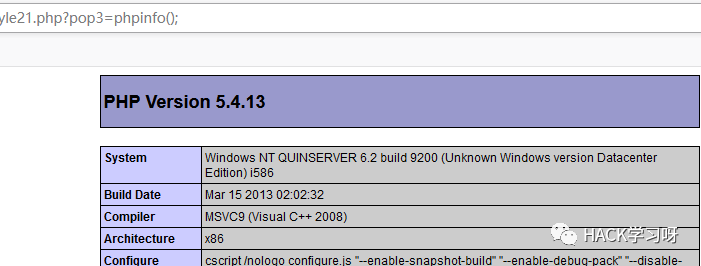 yle21.php?pop3=phpinfo();
PHP Version 5.4.13
System Windows NT QUINSERVER 6.2 build 9200 (Unknown Windows version Datacenter
Edition) i586
Build Date Mar 15 2013 02:02:32
Compiler MSVC9 (Visual C++ 2008)
Architecture x86
Configure cscript /nologo configure.js "--enable-snapshot-build" "--enable-debug-pack" "--disable-
HACK学习呀